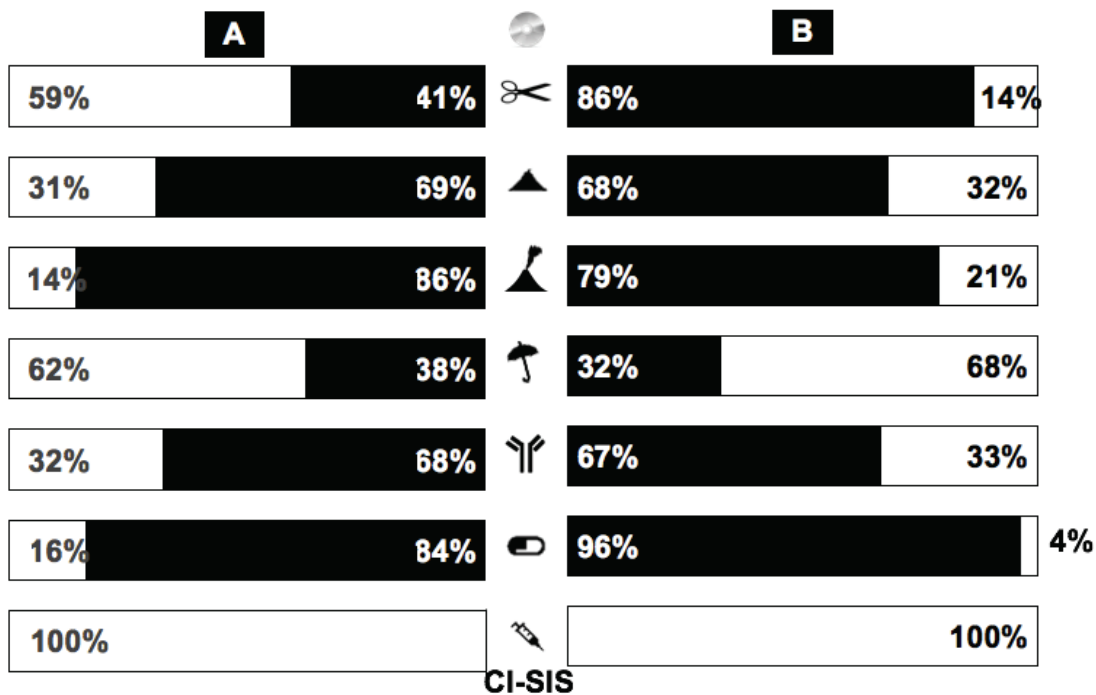 A B
59% 41% 86% 14%
31% 69% 68% 32%
14% 86% 79% 21%
62% 38% 32% 68%
32% 68% 67% 33%
16% 84% 96% 4%
100% 100%
CI-SIS